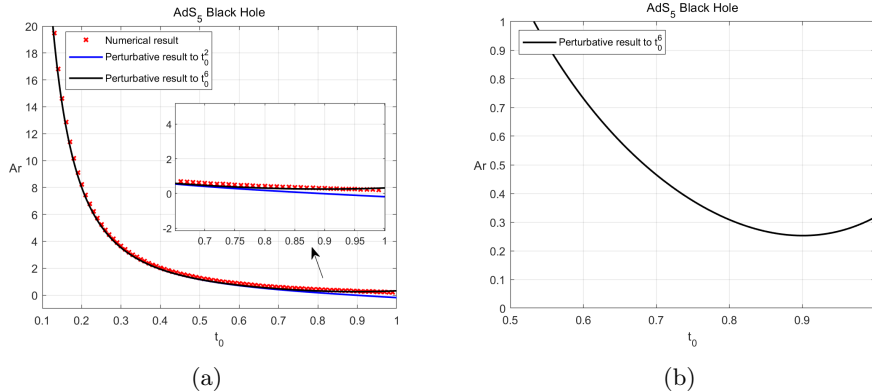 AdS5 Black Hole
20
18
16
14
12
10
8
6
4
2
0
Ar
0.1 0.2 0.3 0.4 0.5 0.6 0.7 0.8 0.9 1
t0
Numerical result
Perturbative result to t0^2
Perturbative result to t0^6
4
2
0
-2
0.7 0.75 0.8 0.85 0.9 0.95 1
(a)
AdS5 Black Hole
1
0.9
0.8
0.7
0.6
0.5
0.4
0.3
0.2
0.1
0
Ar
0.5 0.6 0.7 0.8 0.9
t0
Perturbative result to t0^6
(b)